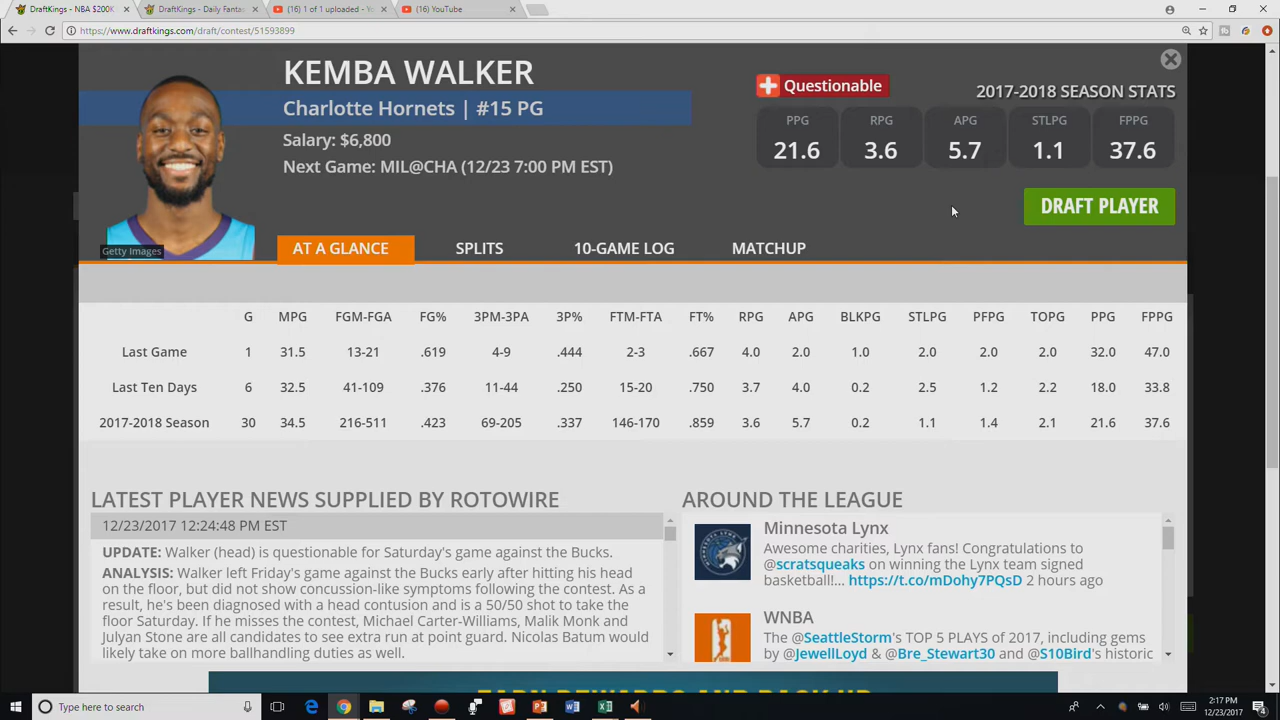 DraftKings - NBA $200K
DraftKings - Daily Fantas
(16) 1 of 1 uploaded - Yo
(16) YouTube
https://www.draftkings.com/draft/contest/51593899
KEMBA WALKER
Charlotte Hornets | #15 PG
Salary: $6,800
Next Game: MIL@CHA (12/23 7:00 PM EST)
Getty Images
Questionable
2017-2018 SEASON STATS
PPG RPG APG STLPG FPPG
21.6 3.6 5.7 1.1 37.6
DRAFT PLAYER
AT A GLANCE SPLITS 10-GAME LOG MATCHUP
G MPG FGM-FGA FG% 3PM-3PA 3P% FTM-FTA FT% RPG APG BLKPG STLPG PFPG TOPG PPG FPPG
Last Game 1 31.5 13-21 .619 4-9 .444 2-3 .667 4.0 2.0 1.0 2.0 2.0 2.0 32.0 47.0
Last Ten Days 6 32.5 41-109 .376 11-44 .250 15-20 .750 3.7 4.0 0.2 2.5 1.2 2.2 18.0 33.8
2017-2018 Season 30 34.5 216-511 .423 69-205 .337 146-170 .859 3.6 5.7 0.2 1.1 1.4 2.1 21.6 37.6
LATEST PLAYER NEWS SUPPLIED BY ROTOWIRE
12/23/2017 12:24:48 PM EST
UPDATE: Walker (head) is questionable for Saturday's game against the Bucks.
ANALYSIS: Walker left Friday's game against the Bucks early after hitting his head
on the floor, but did not show concussion-like symptoms following the contest. As a
result, he's been diagnosed with a head contusion and is a 50/50 shot to take the
floor Saturday. If he misses the contest, Michael Carter-Williams, Malik Monk and
Julyan Stone are all candidates to see extra run at point guard. Nicolas Batum would
likely take on more ballhandling duties as well.
AROUND THE LEAGUE
Minnesota Lynx
Awesome charities, Lynx fans! Congratulations to
@scratsqueaks on winning the Lynx team signed
basketball!... https://t.co/mDohy7PQsD 2 hours ago
WNBA
The @SeattleStorm's TOP 5 PLAYS OF 2017, including gems
by @JewellLoyd & @Bre_Stewart30 and @S10Bird's historic
EARN REWARDS AND RACK UP
Type here to search
2:17 PM
12/23/2017